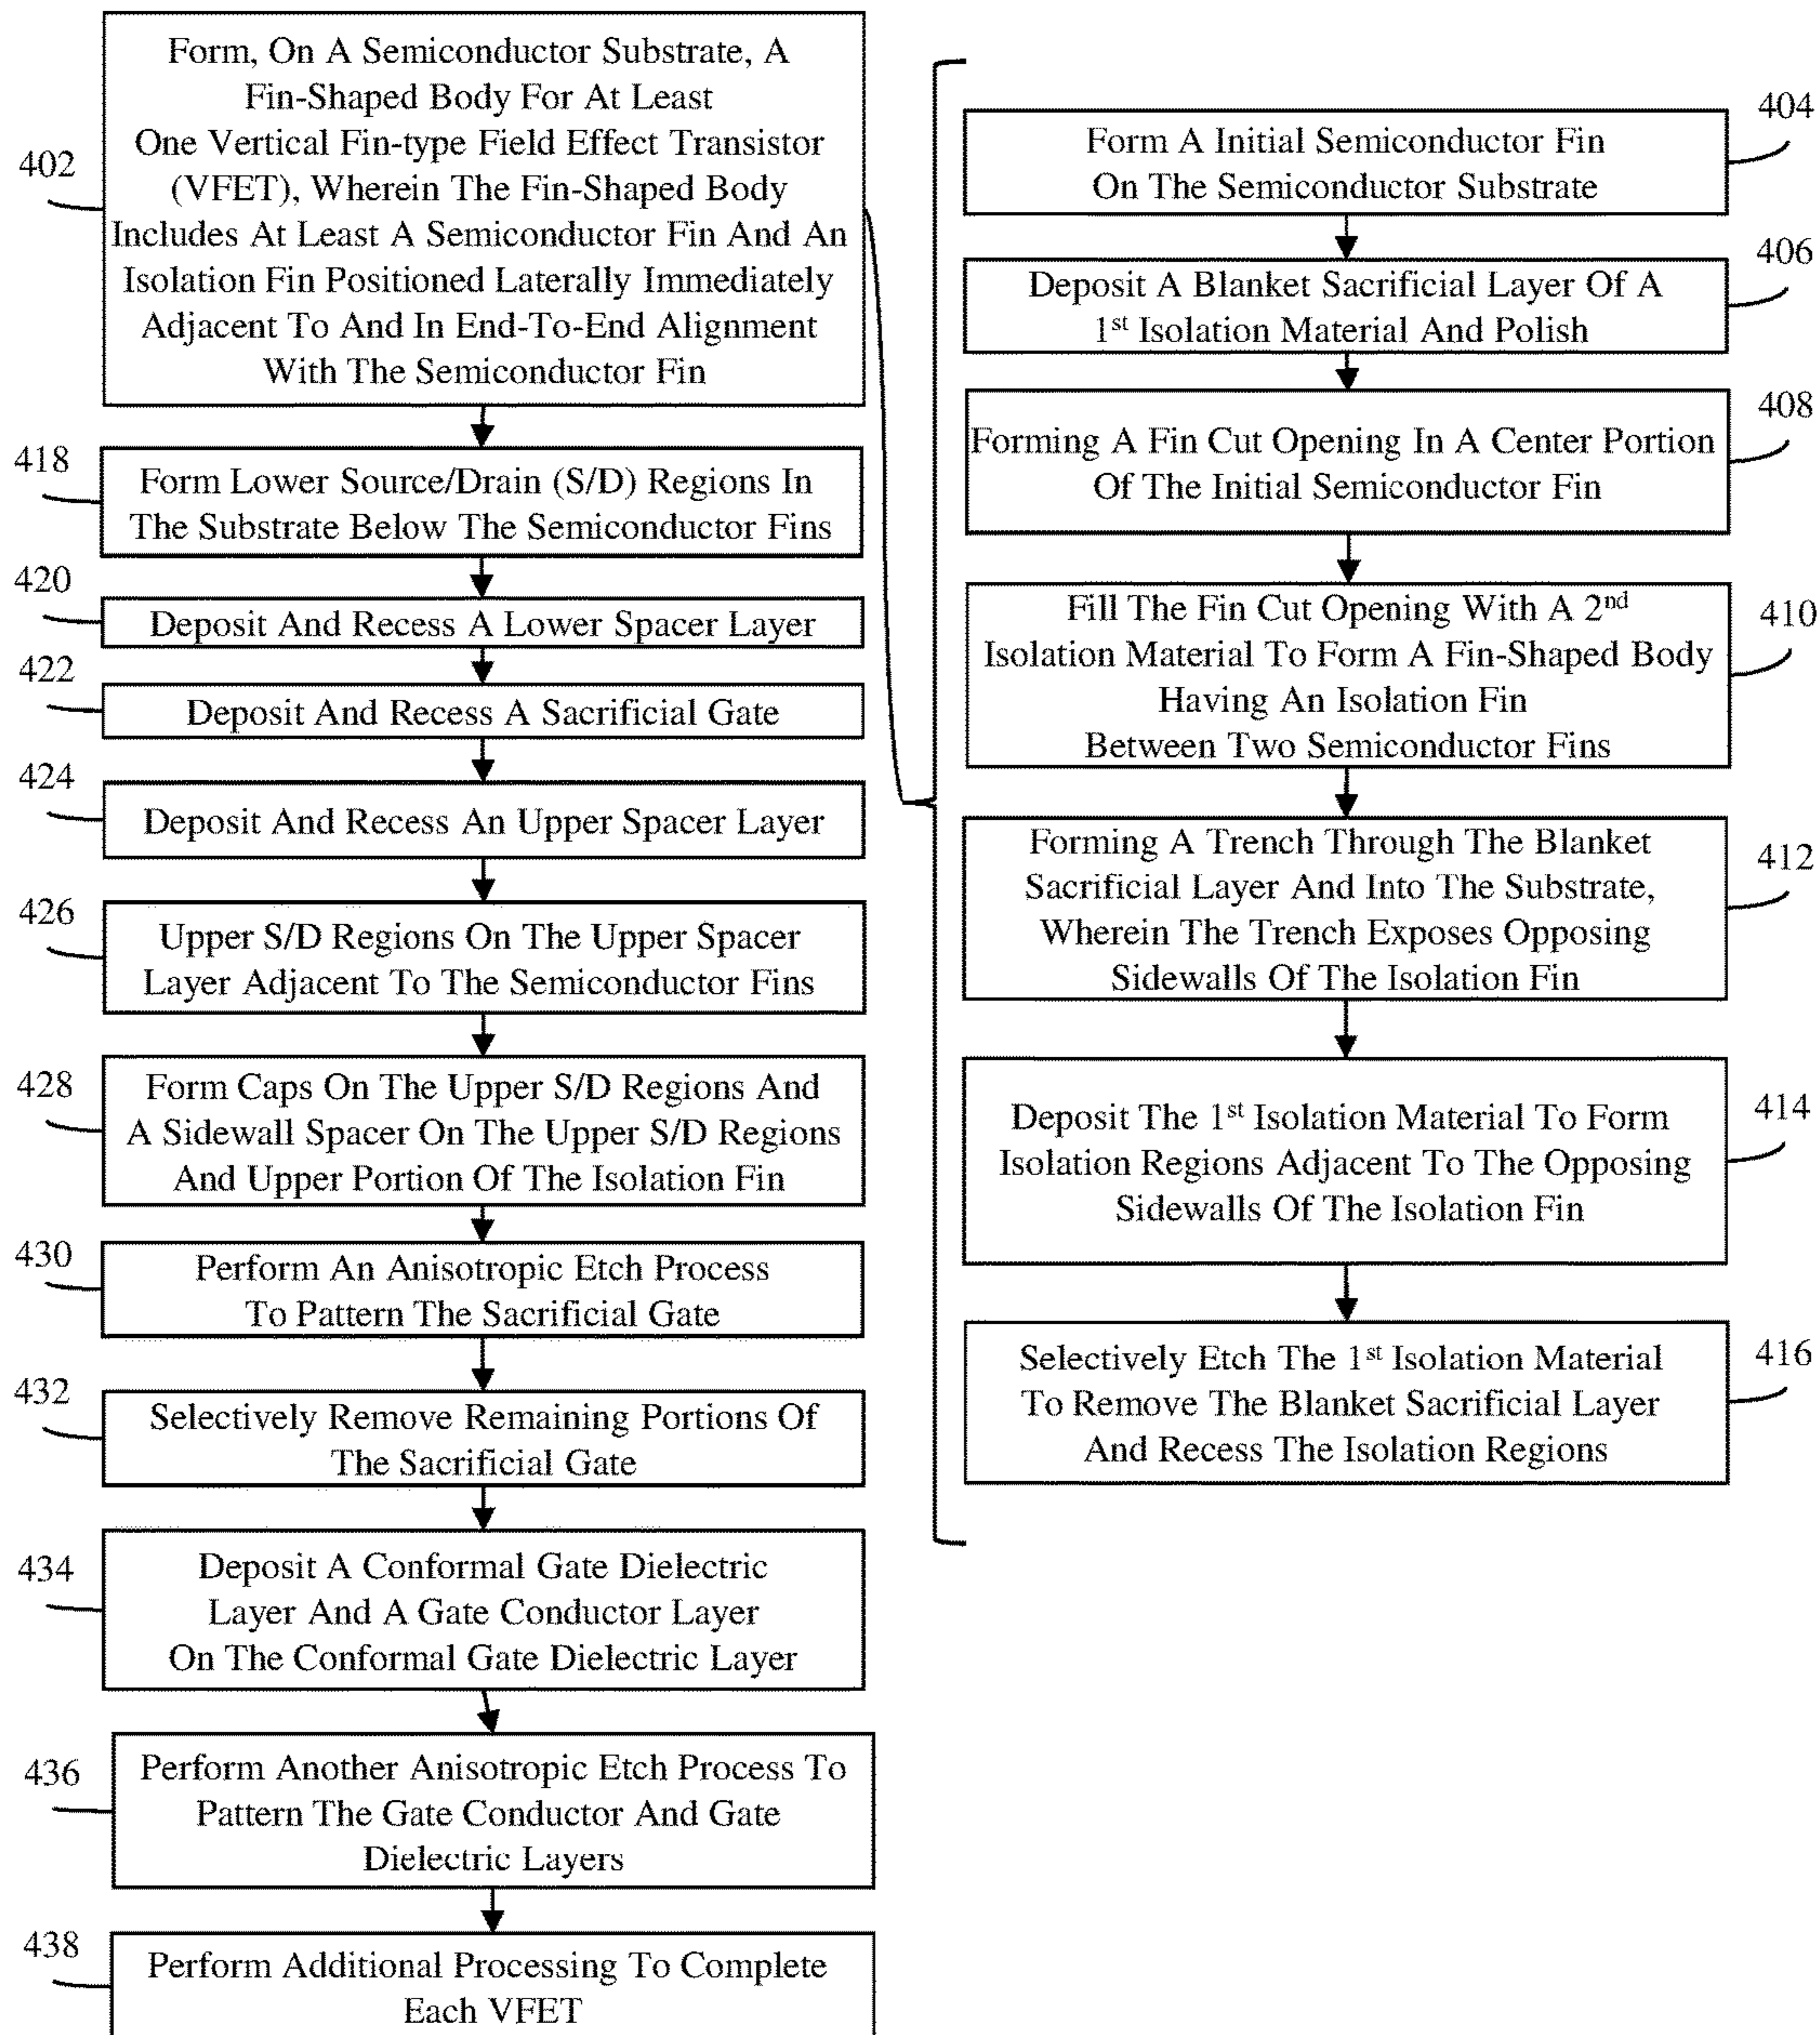 402
Form, On A Semiconductor Substrate, A
Fin-Shaped Body For At Least
One Vertical Fin-type Field Effect Transistor
(VFET), Wherein The Fin-Shaped Body
Includes At Least A Semiconductor Fin And An
Isolation Fin Positioned Laterally Immediately
Adjacent To And In End-To-End Alignment
With The Semiconductor Fin
418
Form Lower Source/Drain (S/D) Regions In
The Substrate Below The Semiconductor Fins
420
Deposit And Recess A Lower Spacer Layer
422
Deposit And Recess A Sacrificial Gate
424
Deposit And Recess An Upper Spacer Layer
426
Upper S/D Regions On The Upper Spacer
Layer Adjacent To The Semiconductor Fins
428
Form Caps On The Upper S/D Regions And
A Sidewall Spacer On The Upper S/D Regions
And Upper Portion Of The Isolation Fin
430
Perform An Anisotropic Etch Process
To Pattern The Sacrificial Gate
432
Selectively Remove Remaining Portions Of
The Sacrificial Gate
434
Deposit A Conformal Gate Dielectric
Layer And A Gate Conductor Layer
On The Conformal Gate Dielectric Layer
436
Perform Another Anisotropic Etch Process To
Pattern The Gate Conductor And Gate
Dielectric Layers
438
Perform Additional Processing To Complete
Each VFET
404
Form A Initial Semiconductor Fin
On The Semiconductor Substrate
406
Deposit A Blanket Sacrificial Layer Of A
1st Isolation Material And Polish
408
Forming A Fin Cut Opening In A Center Portion
Of The Initial Semiconductor Fin
410
Fill The Fin Cut Opening With A 2nd
Isolation Material To Form A Fin-Shaped Body
Having An Isolation Fin
Between Two Semiconductor Fins
412
Forming A Trench Through The Blanket
Sacrificial Layer And Into The Substrate,
Wherein The Trench Exposes Opposing
Sidewalls Of The Isolation Fin
414
Deposit The 1st Isolation Material To Form
Isolation Regions Adjacent To The Opposing
Sidewalls Of The Isolation Fin
416
Selectively Etch The 1st Isolation Material
To Remove The Blanket Sacrificial Layer
And Recess The Isolation Regions